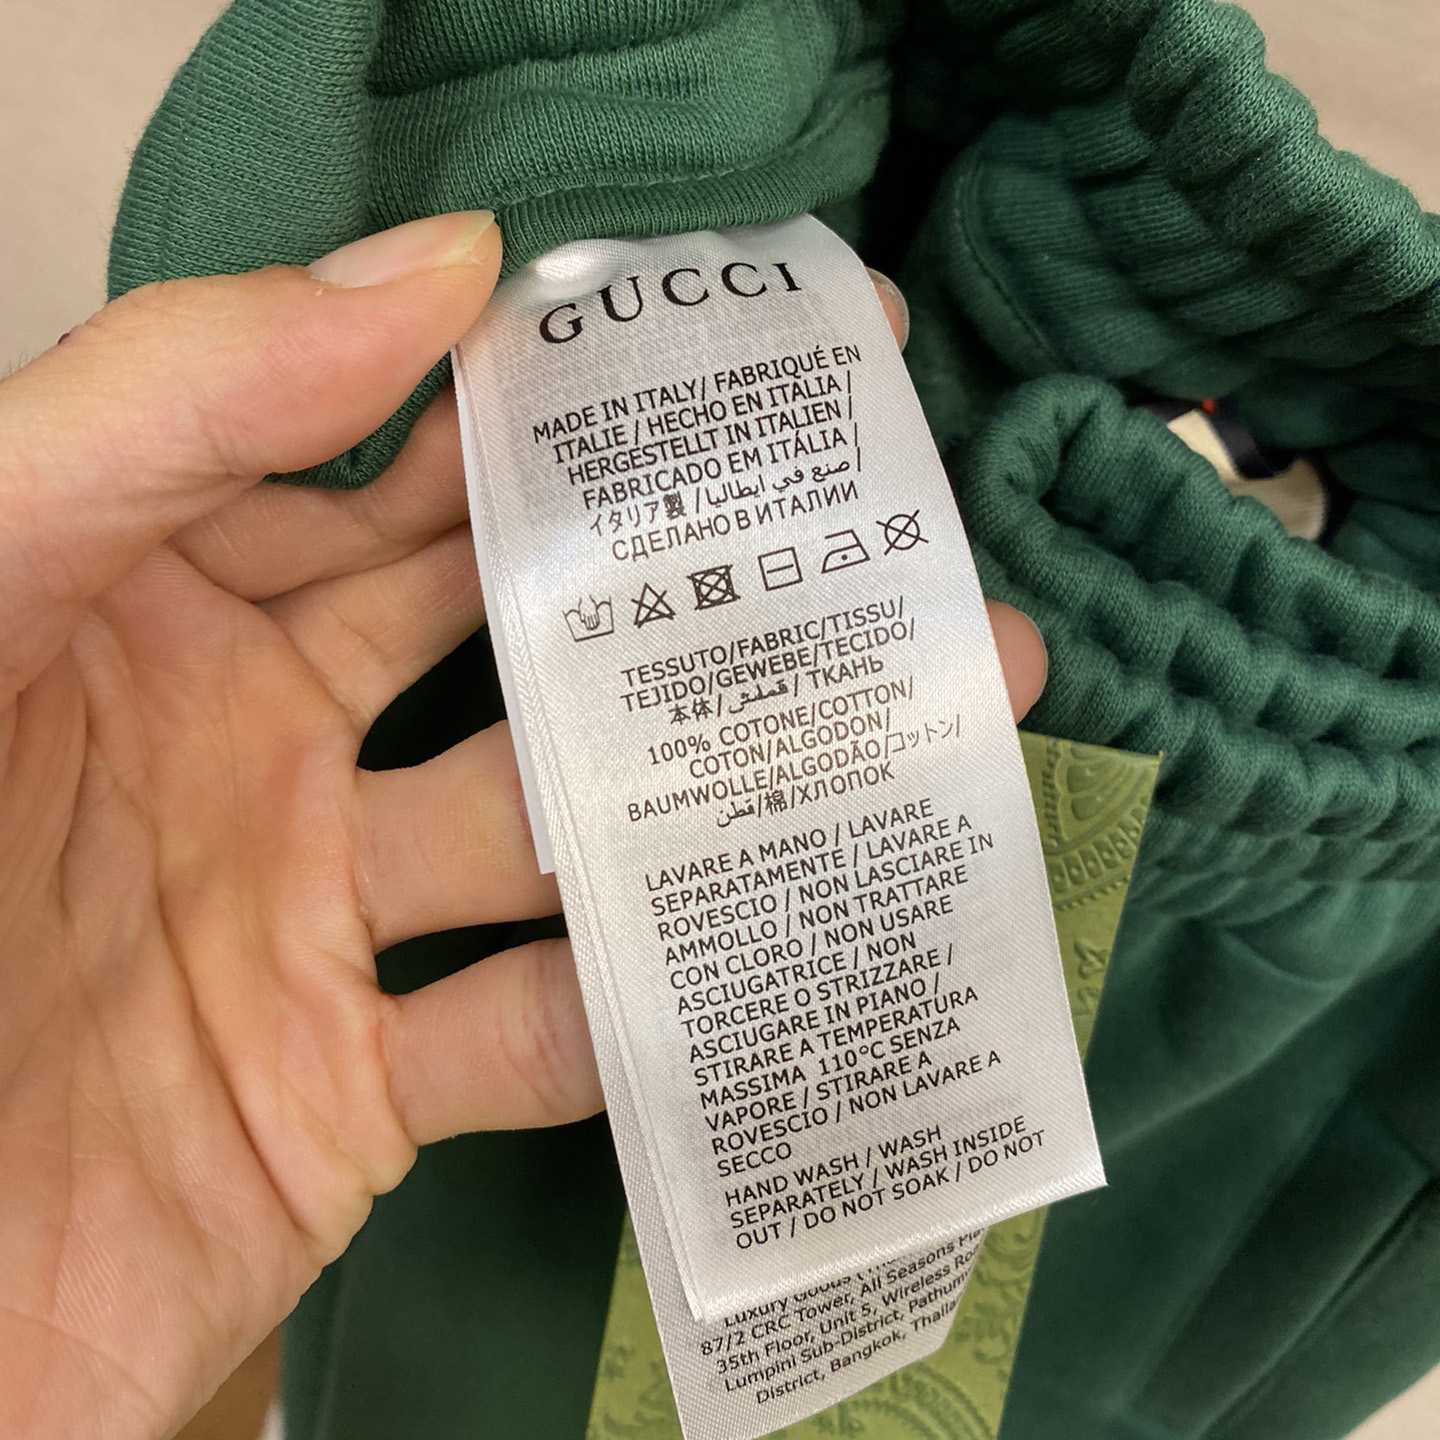 GUCCI
MADE IN ITALY/ FABRIQUÉ EN
ITALIE / HECHO EN ITALIA /
HERGESTELLT IN ITALIEN /
FABRICADO EM ITÁLIA /
イタリア製 / صنع في ايطاليا /
СДЕЛАНО В ИТАЛИИ
TESSUTO/FABRIC/TISSU/
TEJIDO/GEWEBE/TECIDO/
本体/ قطش / ТКАНЬ
100% COTONE/COTTON/
COTON/ALGODON/
BAUMWOLLE/ALGODÃO/コットン/
قطن/棉/ХЛОПОК
LAVARE A MANO / LAVARE
SEPARATAMENTE / LAVARE A
ROVESCIO / NON LASCIARE IN
AMMOLLO / NON TRATTARE
CON CLORO / NON USARE
ASCIUGATRICE / NON
TORCERE O STRIZZARE /
ASCIUGARE IN PIANO /
STIRARE A TEMPERATURA
MASSIMA 110°C SENZA
VAPORE / STIRARE A
ROVESCIO / NON LAVARE A
SECCO
HAND WASH / WASH
SEPARATELY / WASH INSIDE
OUT / DO NOT SOAK / DO NOT
Luxury Goods
87/2 CRC Tower, All Seasons
35th Floor, Unit 5, Wireless
Lumpini Sub-District,
District, Bangkok,